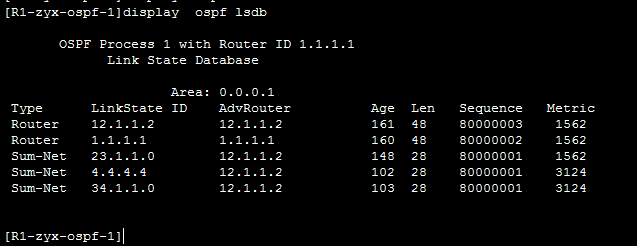 [R1-zyx-ospf-1]display  ospf lsdb
OSPF Process 1 with Router ID 1.1.1.1
Link State Database
Area: 0.0.0.1
Type      LinkState ID    AdvRouter          Age  Len   Sequence   Metric
Router    12.1.1.2        12.1.1.2           161  48    80000003    1562
Router    1.1.1.1         1.1.1.1            160  48    80000002    1562
Sum-Net   23.1.1.0        12.1.1.2           148  28    80000001    1562
Sum-Net   4.4.4.4         12.1.1.2           102  28    80000001    3124
Sum-Net   34.1.1.0        12.1.1.2           103  28    80000001    3124
[R1-zyx-ospf-1]